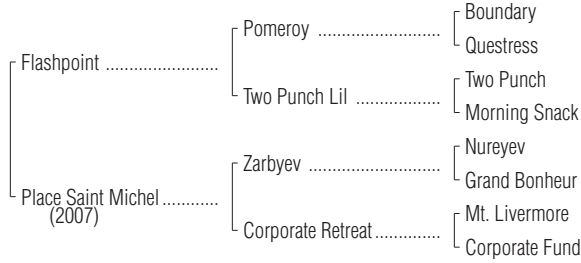 Boundary
Pomeroy ....................................
Questress
Flashpoint .................................
Two Punch
Two Punch Lil .........................
Morning Snack
Nureyev
Zarbyev ......................................
Grand Bonheur
Place Saint Michel ................
(2007)
Mt. Livermore
Corporate Retreat ...................
Corporate Fund